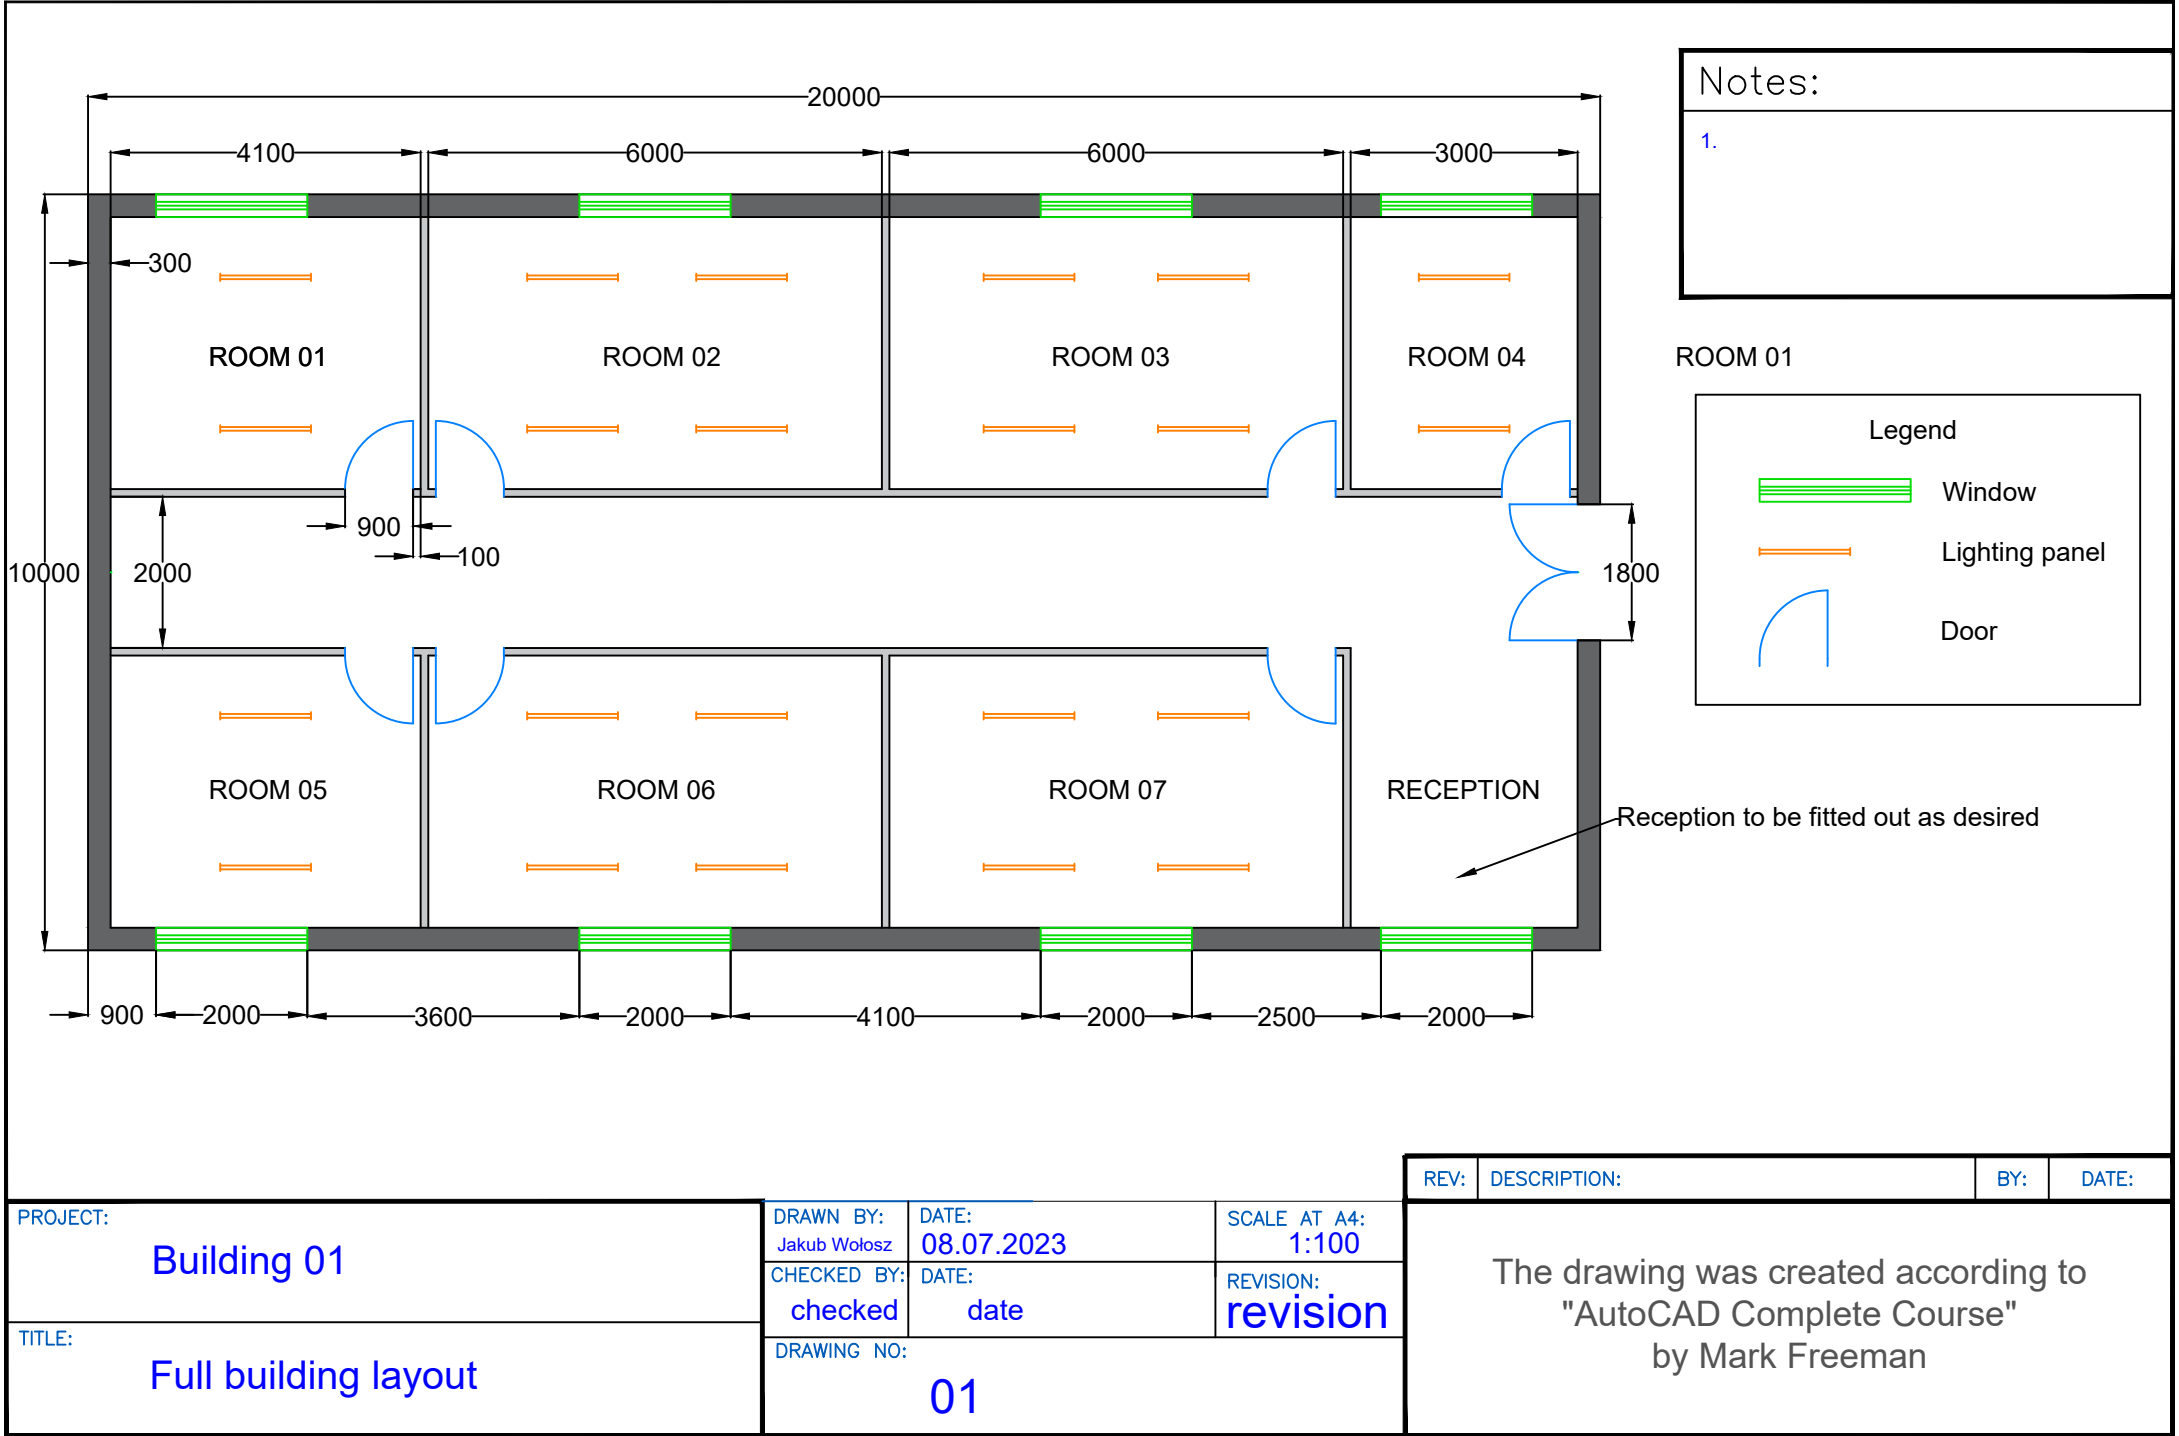 20000
4100
6000
6000
3000
Notes:
1.
300
ROOM 01
ROOM 02
ROOM 03
ROOM 04
ROOM 01
Legend
Window
Lighting panel
Door
900
100
10000
2000
1800
ROOM 05
ROOM 06
ROOM 07
RECEPTION
Reception to be fitted out as desired
900
2000
3600
2000
4100
2000
2500
2000
REV:
DESCRIPTION:
BY:
DATE:
PROJECT:
Building 01
TITLE:
Full building layout
DRAWN BY:
Jakub Wołosz
DATE:
08.07.2023
SCALE AT A4:
1:100
CHECKED BY:
checked
DATE:
date
REVISION:
revision
DRAWING NO:
01
The drawing was created according to
"AutoCAD Complete Course"
by Mark Freeman